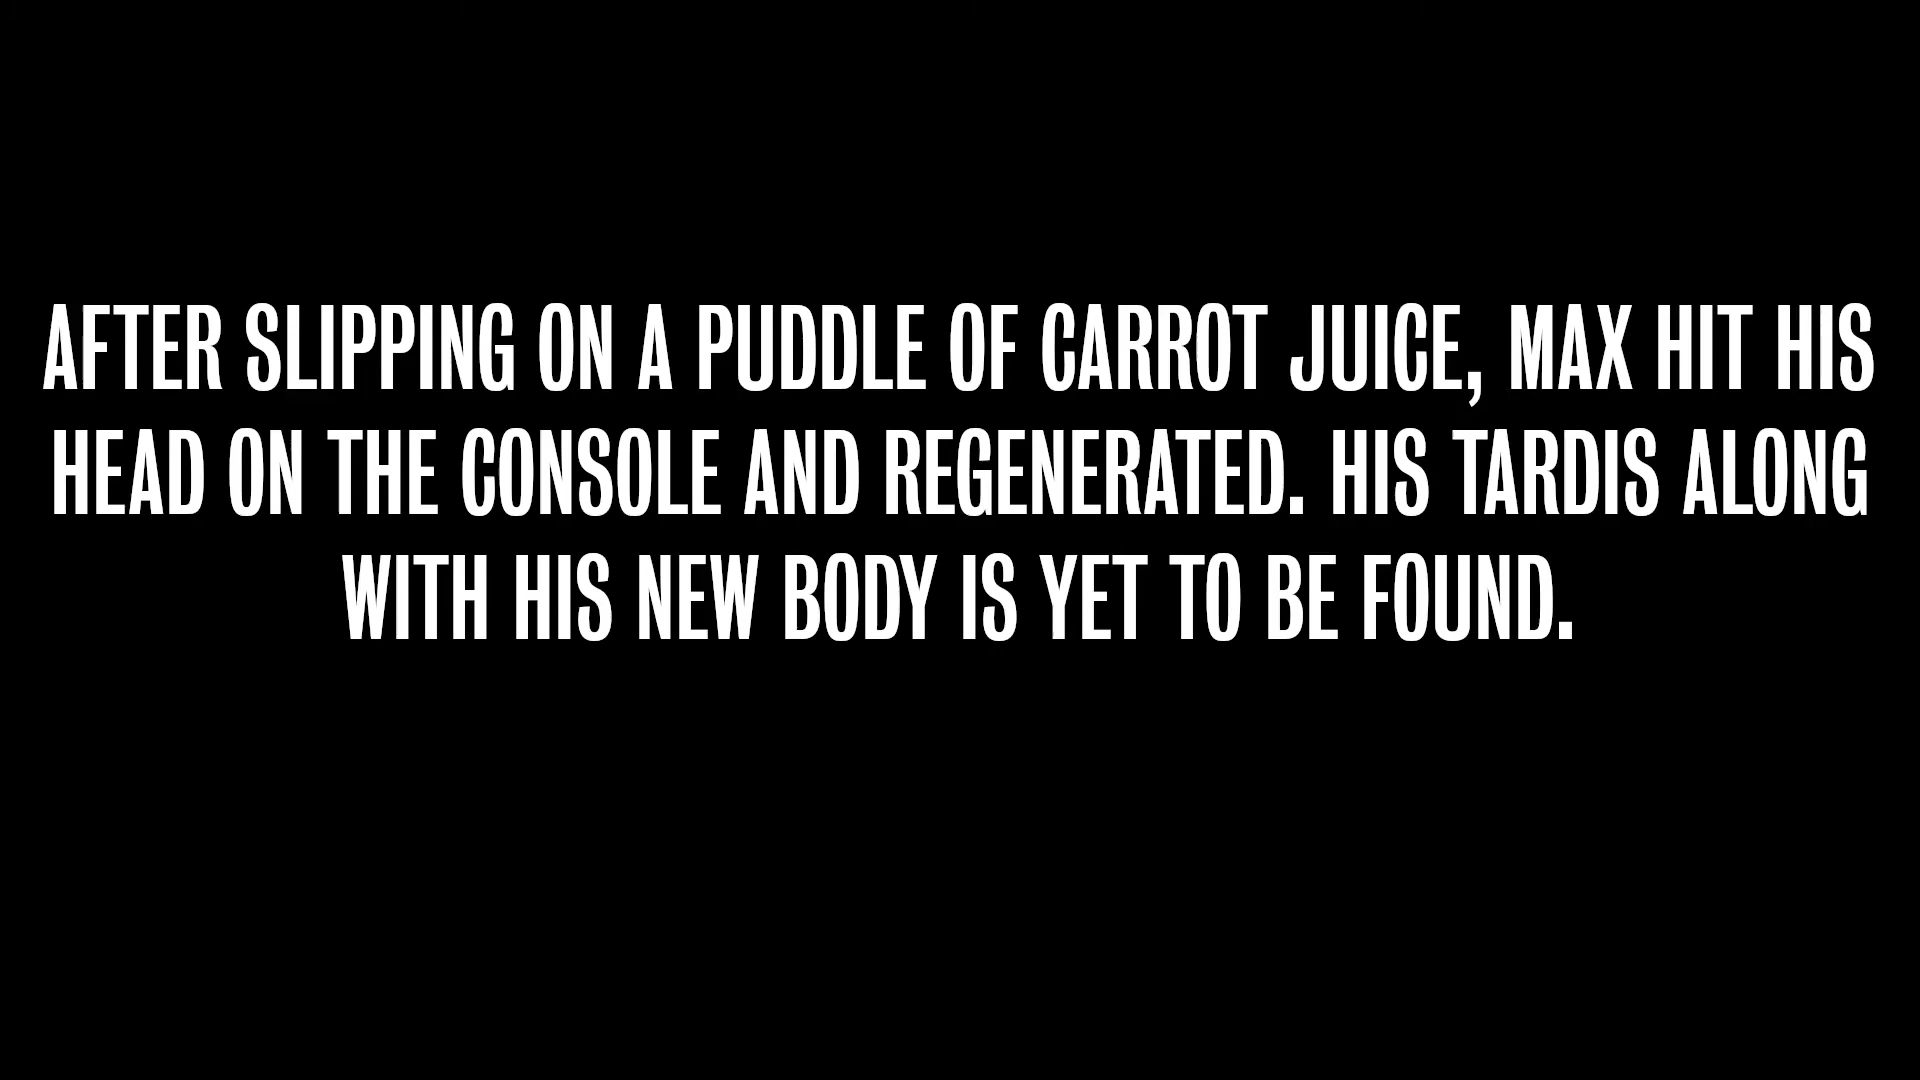 AFTER SLIPPING ON A PUDDLE OF CARROT JUICE, MAX HIT HIS
HEAD ON THE CONSOLE AND REGENERATED. HIS TARDIS ALONG
WITH HIS NEW BODY IS YET TO BE FOUND.